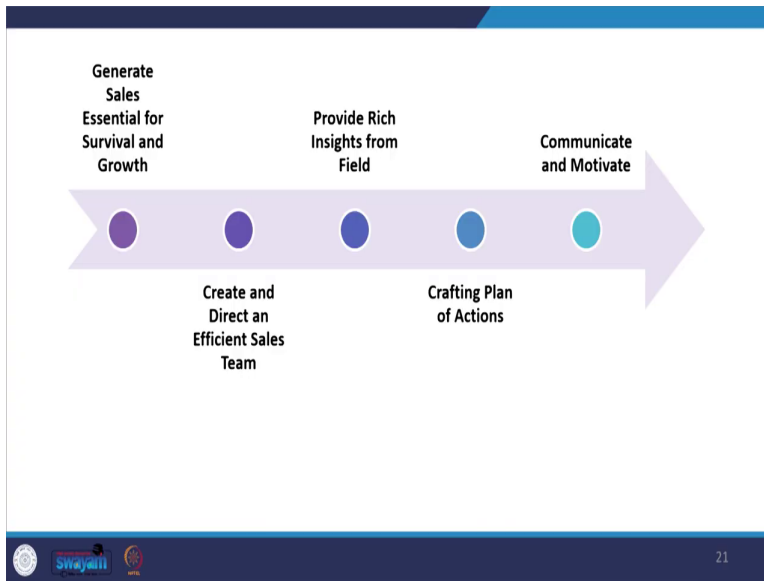 Generate
Sales
Essential for
Survival and
Growth
Create and
Direct an
Efficient Sales
Team
Provide Rich
Insights from
Field
Crafting Plan
of Actions
Communicate
and Motivate
swayam
21